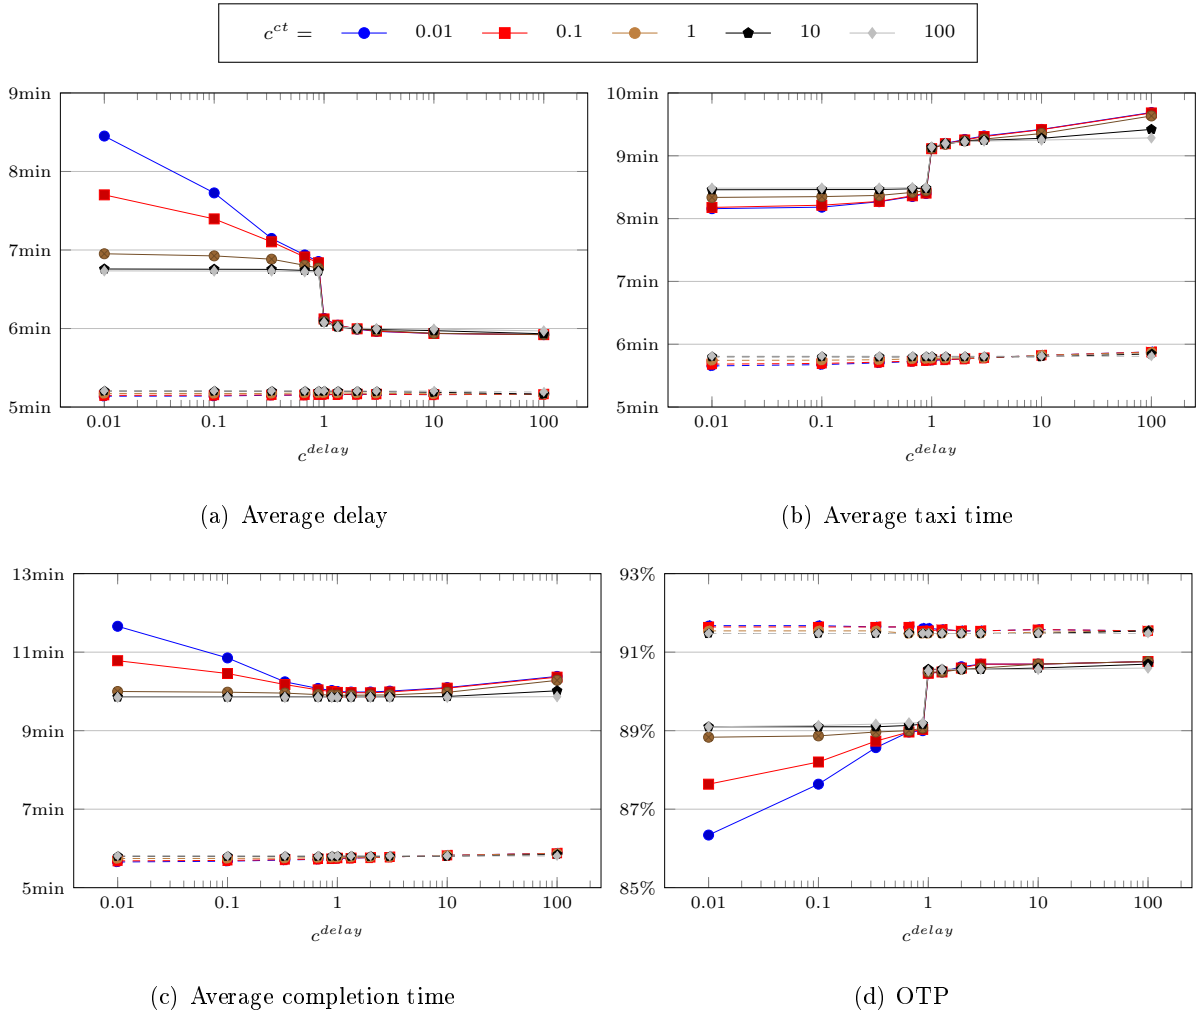 c^{ct} = 0.01 0.1 1 10 100
9min
8min
7min
6min
5min
0.01 0.1 1 10 100
c^{delay}
(a) Average delay
10min
9min
8min
7min
6min
5min
0.01 0.1 1 10 100
c^{delay}
(b) Average taxi time
13min
11min
9min
7min
5min
0.01 0.1 1 10 100
c^{delay}
(c) Average completion time
93%
91%
89%
87%
85%
0.01 0.1 1 10 100
c^{delay}
(d) OTP